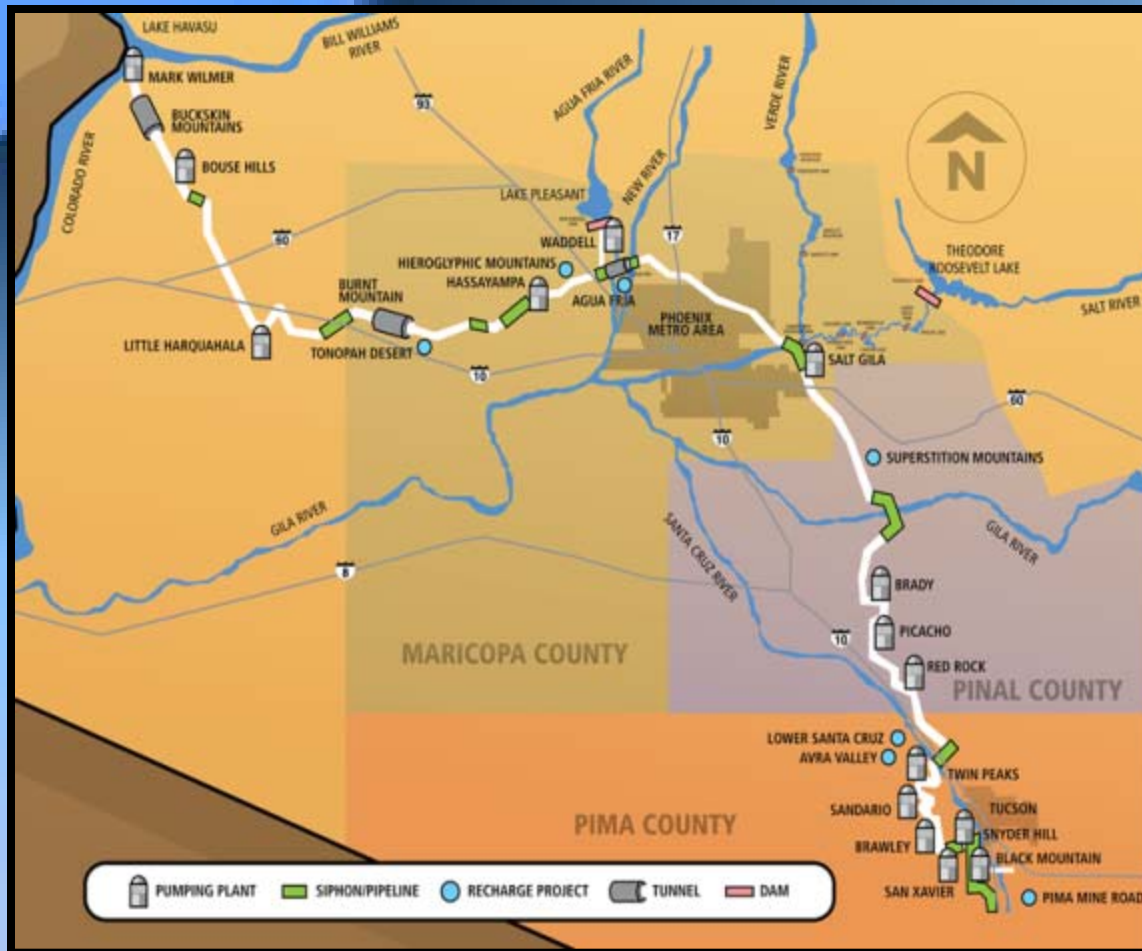 LAKE HAVASU
BILL WILLIAMS
RIVER
MARK WILMER
BUCKSKIN
MOUNTAINS
93
AGUA FRIA RIVER
VERDE RIVER
N
COLORADO RIVER
BOUSE HILLS
LAKE PLEASANT
NEW RIVER
60
WADDELL
17
THEODORE
ROOSEVELT LAKE
HIEROGLYPHIC MOUNTAINS
HASSAYAMPA
BURNT
MOUNTAIN
AGUA FRIA
SALT RIVER
PHOENIX
METRO AREA
LITTLE HARQUAHALA
TONOPAH DESERT
SALT GILA
10
60
10
SUPERSTITION MOUNTAINS
GILA RIVER
SANTA CRUZ RIVER
GILA RIVER
8
BRADY
PICACHO
10
MARICOPA COUNTY
RED ROCK
PINAL COUNTY
LOWER SANTA CRUZ
AVRA VALLEY
TWIN PEAKS
SANDARIO
TUCSON
PIMA COUNTY
SNYDER HILL
BRAWLEY
BLACK MOUNTAIN
SAN XAVIER
PIMA MINE ROAD
PUMPING PLANT
SIPHON/PIPELINE
RECHARGE PROJECT
TUNNEL
DAM